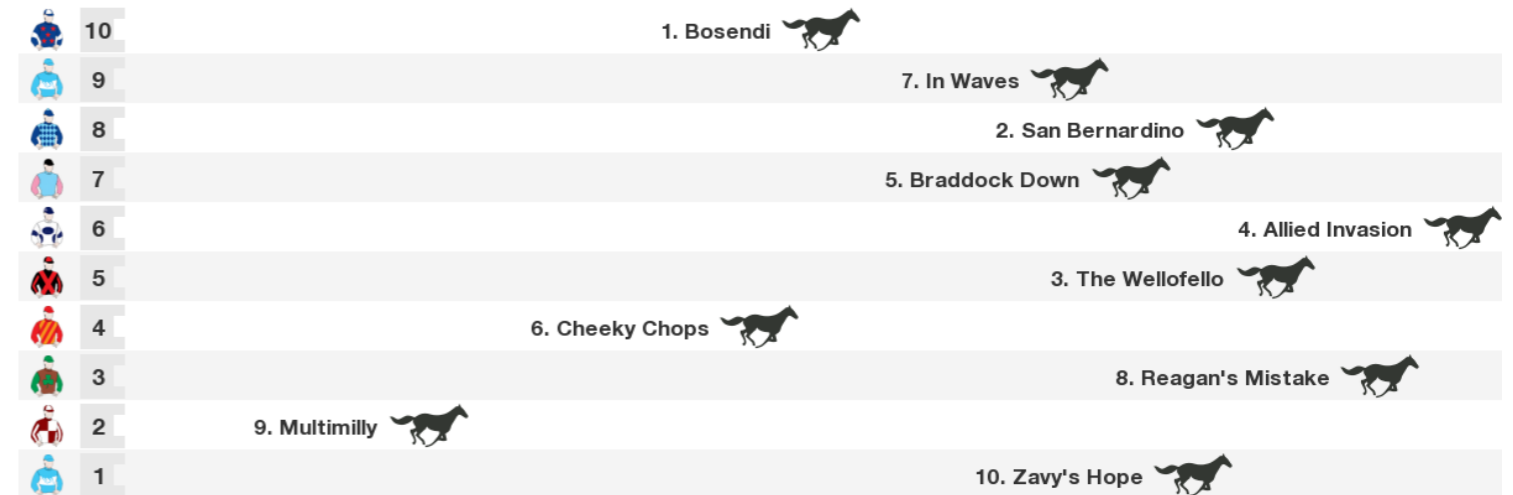 10 1. Bosendi
9 7. In Waves
8 2. San Bernardino
7 5. Braddock Down
6 4. Allied Invasion
5 3. The Wellofello
4 6. Cheeky Chops
3 8. Reagan's Mistake
2 9. Multimilly
1 10. Zavy's Hope